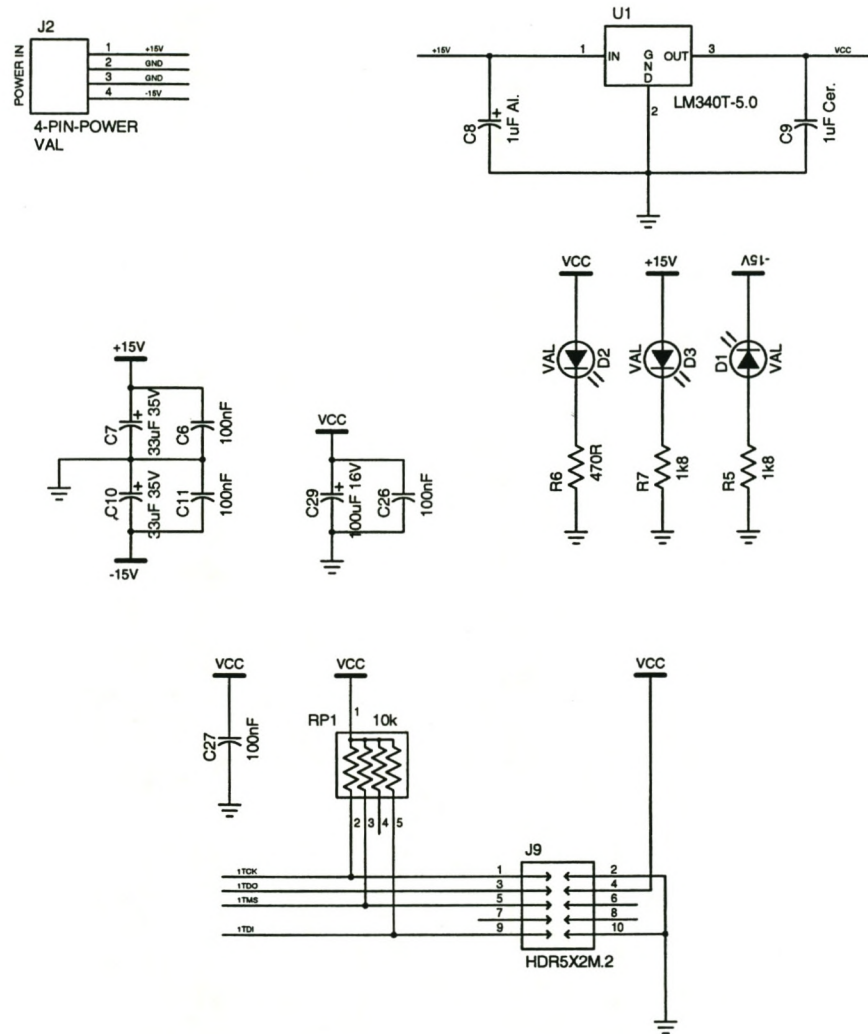 J2
POWER IN
1 +15V
2 GND
3 GND
4 -15V
4-PIN-POWER
VAL
U1
+15V
1
IN
GND
OUT
3
VCC
2
LM340T-5.0
C8
1uF Al.
C9
1uF Cer.
VCC
+15V
-15V
VAL
D2
VAL
D3
D1
VAL
R6
470R
R7
1k8
R5
1k8
+15V
C7
33uF 35V
C6
100nF
C10
33uF 35V
C11
100nF
-15V
VCC
C29
100uF 16V
C26
100nF
VCC
C27
100nF
VCC
1
RP1
10k
2
3
4
5
VCC
J9
1TCK
1
2
1TDO
3
4
1TMS
5
6
7
8
1TDI
9
10
HDR5X2M.2